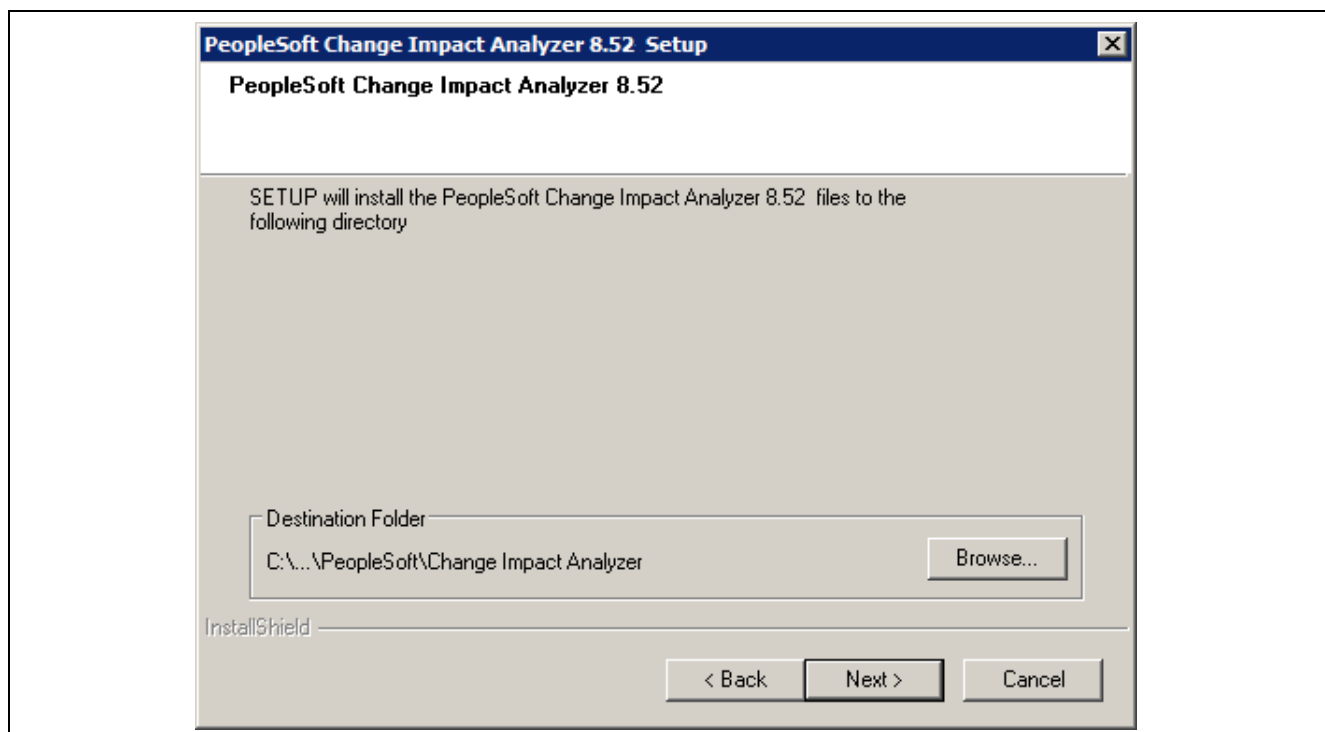 PeopleSoft Change Impact Analyzer 8.52 Setup
PeopleSoft Change Impact Analyzer 8.52
SETUP will install the PeopleSoft Change Impact Analyzer 8.52 files to the
following directory
Destination Folder
C:\...\PeopleSoft\Change Impact Analyzer
Browse...
InstallShield
< Back
Next >
Cancel